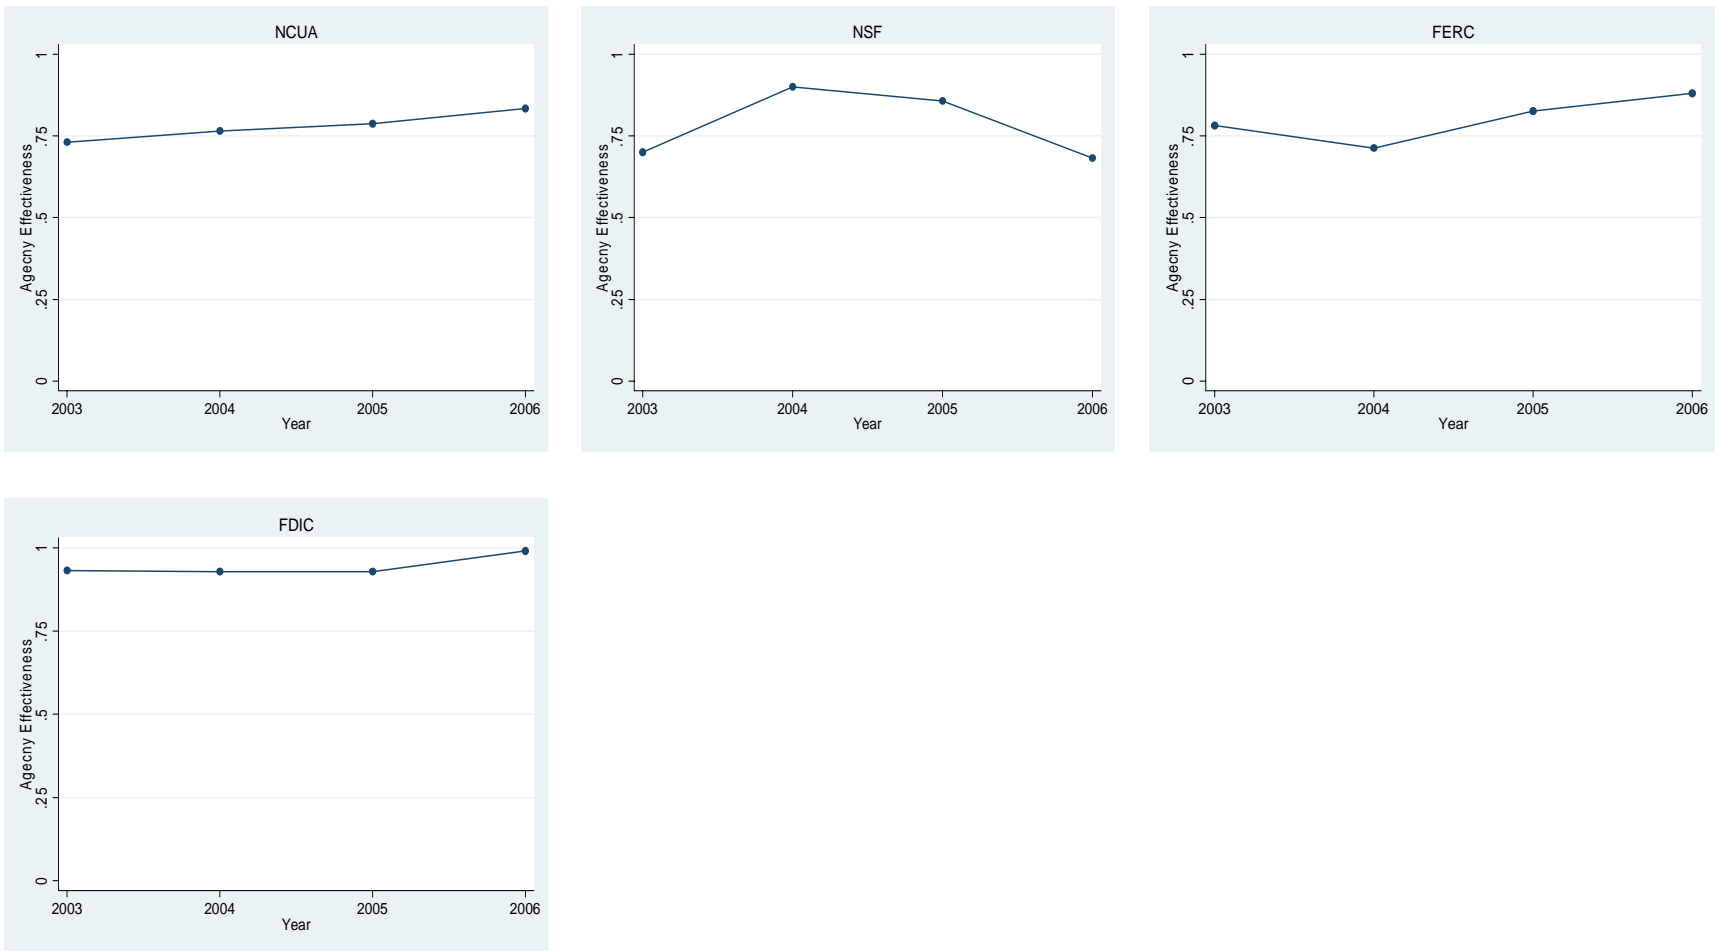 NCUA
Agecny Effectiveness
1
.75
.5
.25
0
2003 2004 2005 2006
Year
NSF
Agecny Effectiveness
1
.75
.5
.25
0
2003 2004 2005 2006
Year
FERC
Agecny Effectiveness
1
.75
.5
.25
0
2003 2004 2005 2006
Year
FDIC
Agecny Effectiveness
1
.75
.5
.25
0
2003 2004 2005 2006
Year